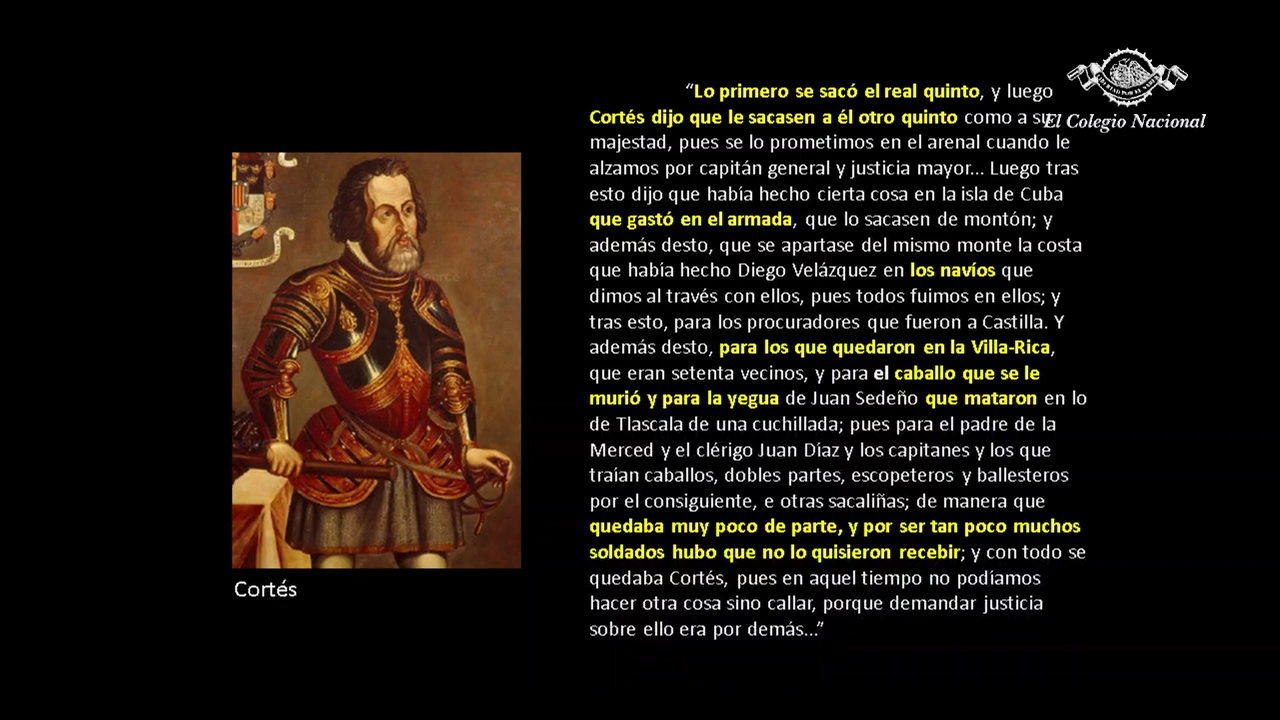 “Lo primero se sacó el real quinto, y luego
Cortés dijo que le sacasen a él otro quinto como a su
majestad, pues se lo prometimos en el arenal cuando le
alzamos por capitán general y justicia mayor... Luego tras
esto dijo que había hecho cierta cosa en la isla de Cuba
que gastó en el armada, que lo sacasen de montón; y
además desto, que se apartase del mismo monte la costa
que había hecho Diego Velázquez en los navíos que
dimos al través con ellos, pues todos fuimos en ellos; y
tras esto, para los procuradores que fueron a Castilla. Y
además desto, para los que quedaron en la Villa-Rica,
que eran setenta vecinos, y para el caballo que se le
murió y para la yegua de Juan Sedeño que mataron en lo
de Tlascala de una cuchillada; pues para el padre de la
Merced y el clérigo Juan Díaz y los capitanes y los que
traían caballos, dobles partes, escopeteros y ballesteros
por el consiguiente, e otras sacaliñas; de manera que
quedaba muy poco de parte, y por ser tan poco muchos
soldados hubo que no lo quisieron recebir; y con todo se
quedaba Cortés, pues en aquel tiempo no podíamos
hacer otra cosa sino callar, porque demandar justicia
sobre ello era por demás...”
Cortés
El Colegio Nacional